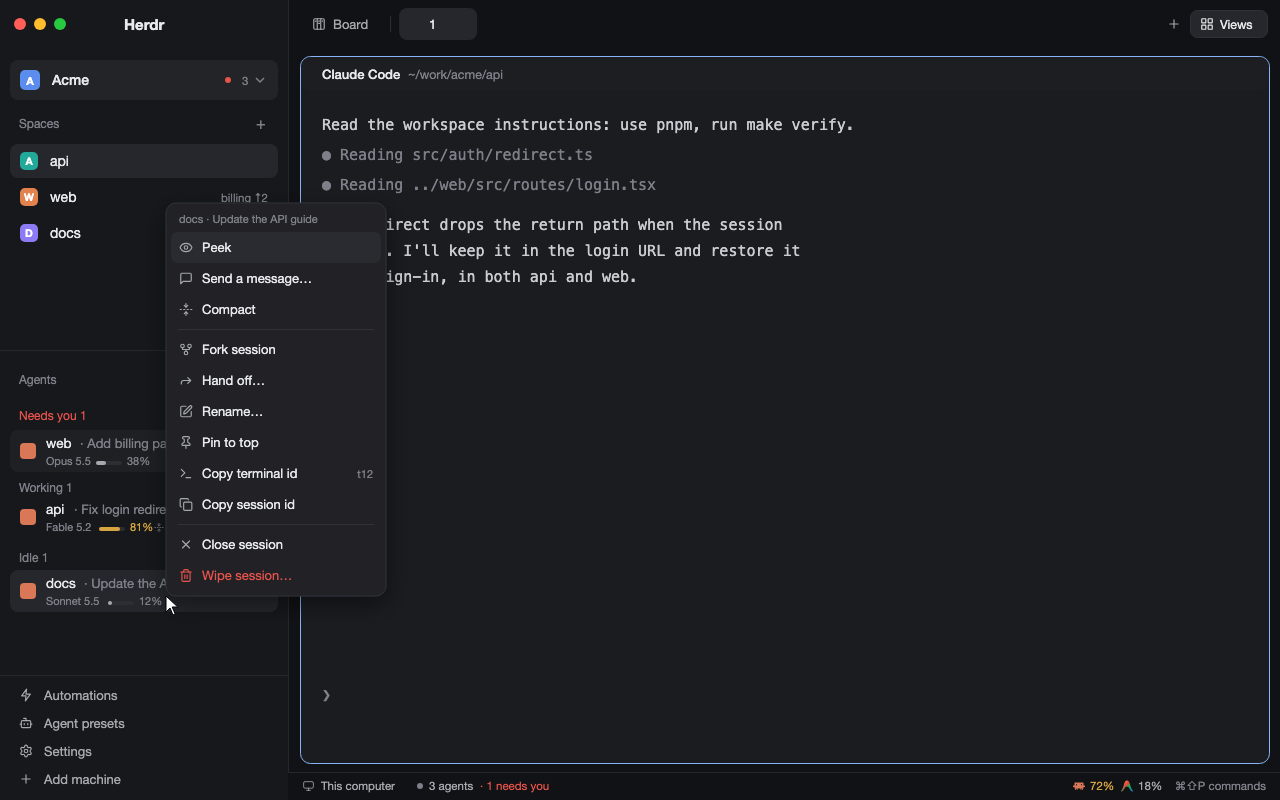 Herdr
Board
1
Views
A Acme 3
Spaces
A api
W web billing ↑2
D docs
Agents
Needs you 1
web · Add billing pa
Opus 5.5 38%
Working 1
api · Fix login redire
Fable 5.2 81%
Idle 1
docs · Update the A
Sonnet 5.5 12%
Automations
Agent presets
Settings
Add machine
docs · Update the API guide
Peek
Send a message…
Compact
Fork session
Hand off…
Rename…
Pin to top
Copy terminal id t12
Copy session id
Close session
Wipe session…
Claude Code ~/work/acme/api
Read the workspace instructions: use pnpm, run make verify.
● Reading src/auth/redirect.ts
● Reading ../web/src/routes/login.tsx
irect drops the return path when the session
. I'll keep it in the login URL and restore it
ign-in, in both api and web.
❯
This computer
3 agents · 1 needs you
72% 18% ⌘⇧P commands